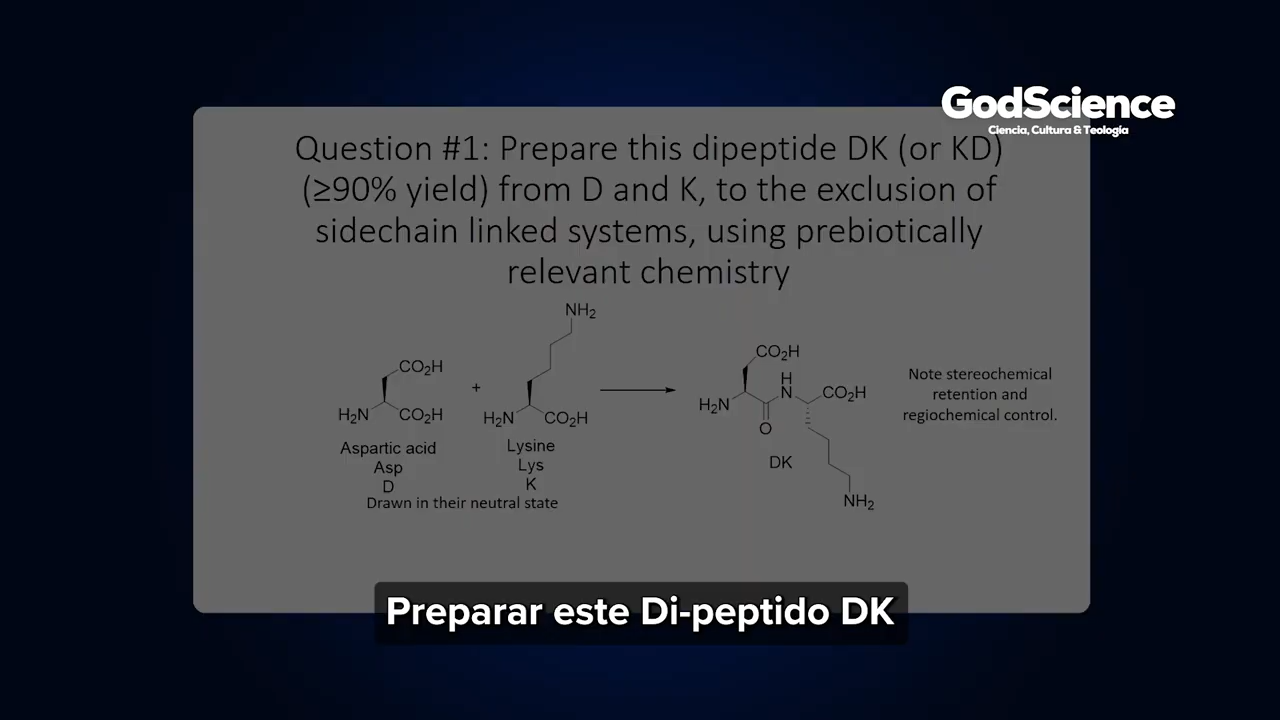 GodScience
Ciencia, Cultura & Teología
Question #1: Prepare this dipeptide DK (or KD)
(≥90% yield) from D and K, to the exclusion of
sidechain linked systems, using prebiotically
relevant chemistry
CO₂H
H₂N
CO₂H
Aspartic acid
Asp
D
+
NH₂
H₂N
CO₂H
Lysine
Lys
K
Drawn in their neutral state
CO₂H
H₂N
O
H
N
CO₂H
NH₂
DK
Note stereochemical
retention and
regiochemical control.
Preparar este Di-peptido DK